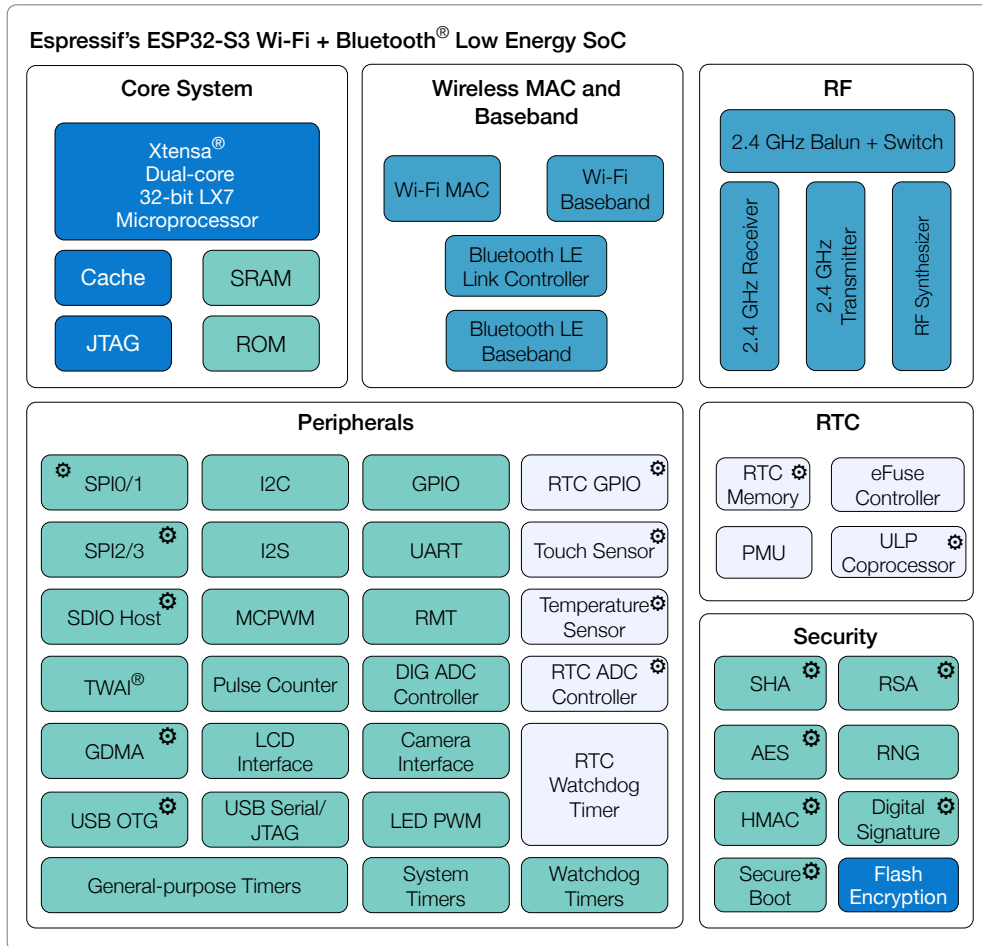 Espressif's ESP32-S3 Wi-Fi + Bluetooth® Low Energy SoC
Core System
Xtensa®
Dual-core
32-bit LX7
Microprocessor
Cache
SRAM
JTAG
ROM
Wireless MAC and
Baseband
Wi-Fi MAC
Wi-Fi
Baseband
Bluetooth LE
Link Controller
Bluetooth LE
Baseband
RF
2.4 GHz Balun + Switch
2.4 GHz Receiver
2.4 GHz
Transmitter
RF Synthesizer
Peripherals
SPI0/1
I2C
GPIO
RTC GPIO
SPI2/3
I2S
UART
Touch Sensor
SDIO Host
MCPWM
RMT
Temperature
Sensor
TWAI®
Pulse Counter
DIG ADC
Controller
RTC ADC
Controller
GDMA
LCD
Interface
Camera
Interface
RTC
Watchdog
Timer
USB OTG
USB Serial/
JTAG
LED PWM
General-purpose Timers
System
Timers
Watchdog
Timers
RTC
RTC
Memory
eFuse
Controller
PMU
ULP
Coprocessor
Security
SHA
RSA
AES
RNG
HMAC
Digital
Signature
Secure
Boot
Flash
Encryption